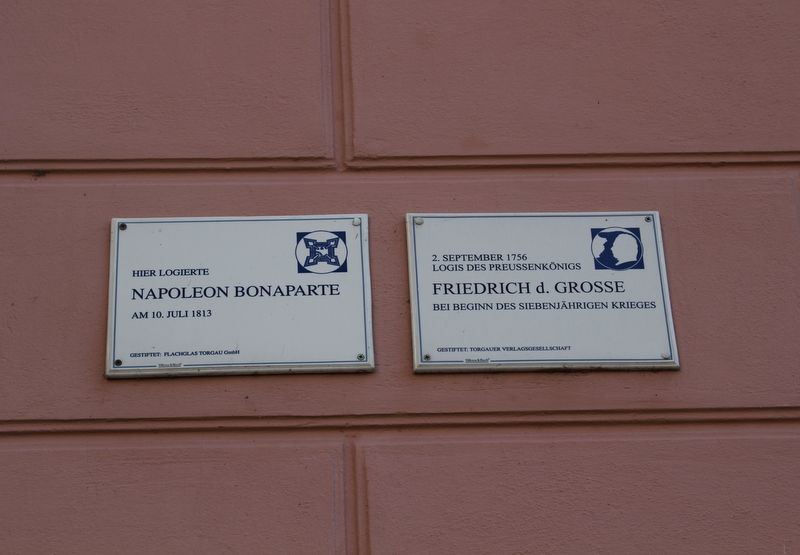 HIER LOGIERTE
NAPOLEON BONAPARTE
AM 10. JULI 1813
GESTIFTET: FLACHGLAS TORGAU GmbH
2. SEPTEMBER 1756
LOGIS DES PREUSSENKÖNIGS
FRIEDRICH d. GROSSE
BEI BEGINN DES SIEBENJÄHRIGEN KRIEGES
GESTIFTET: TORGAUER VERLAGSGESELLSCHAFT